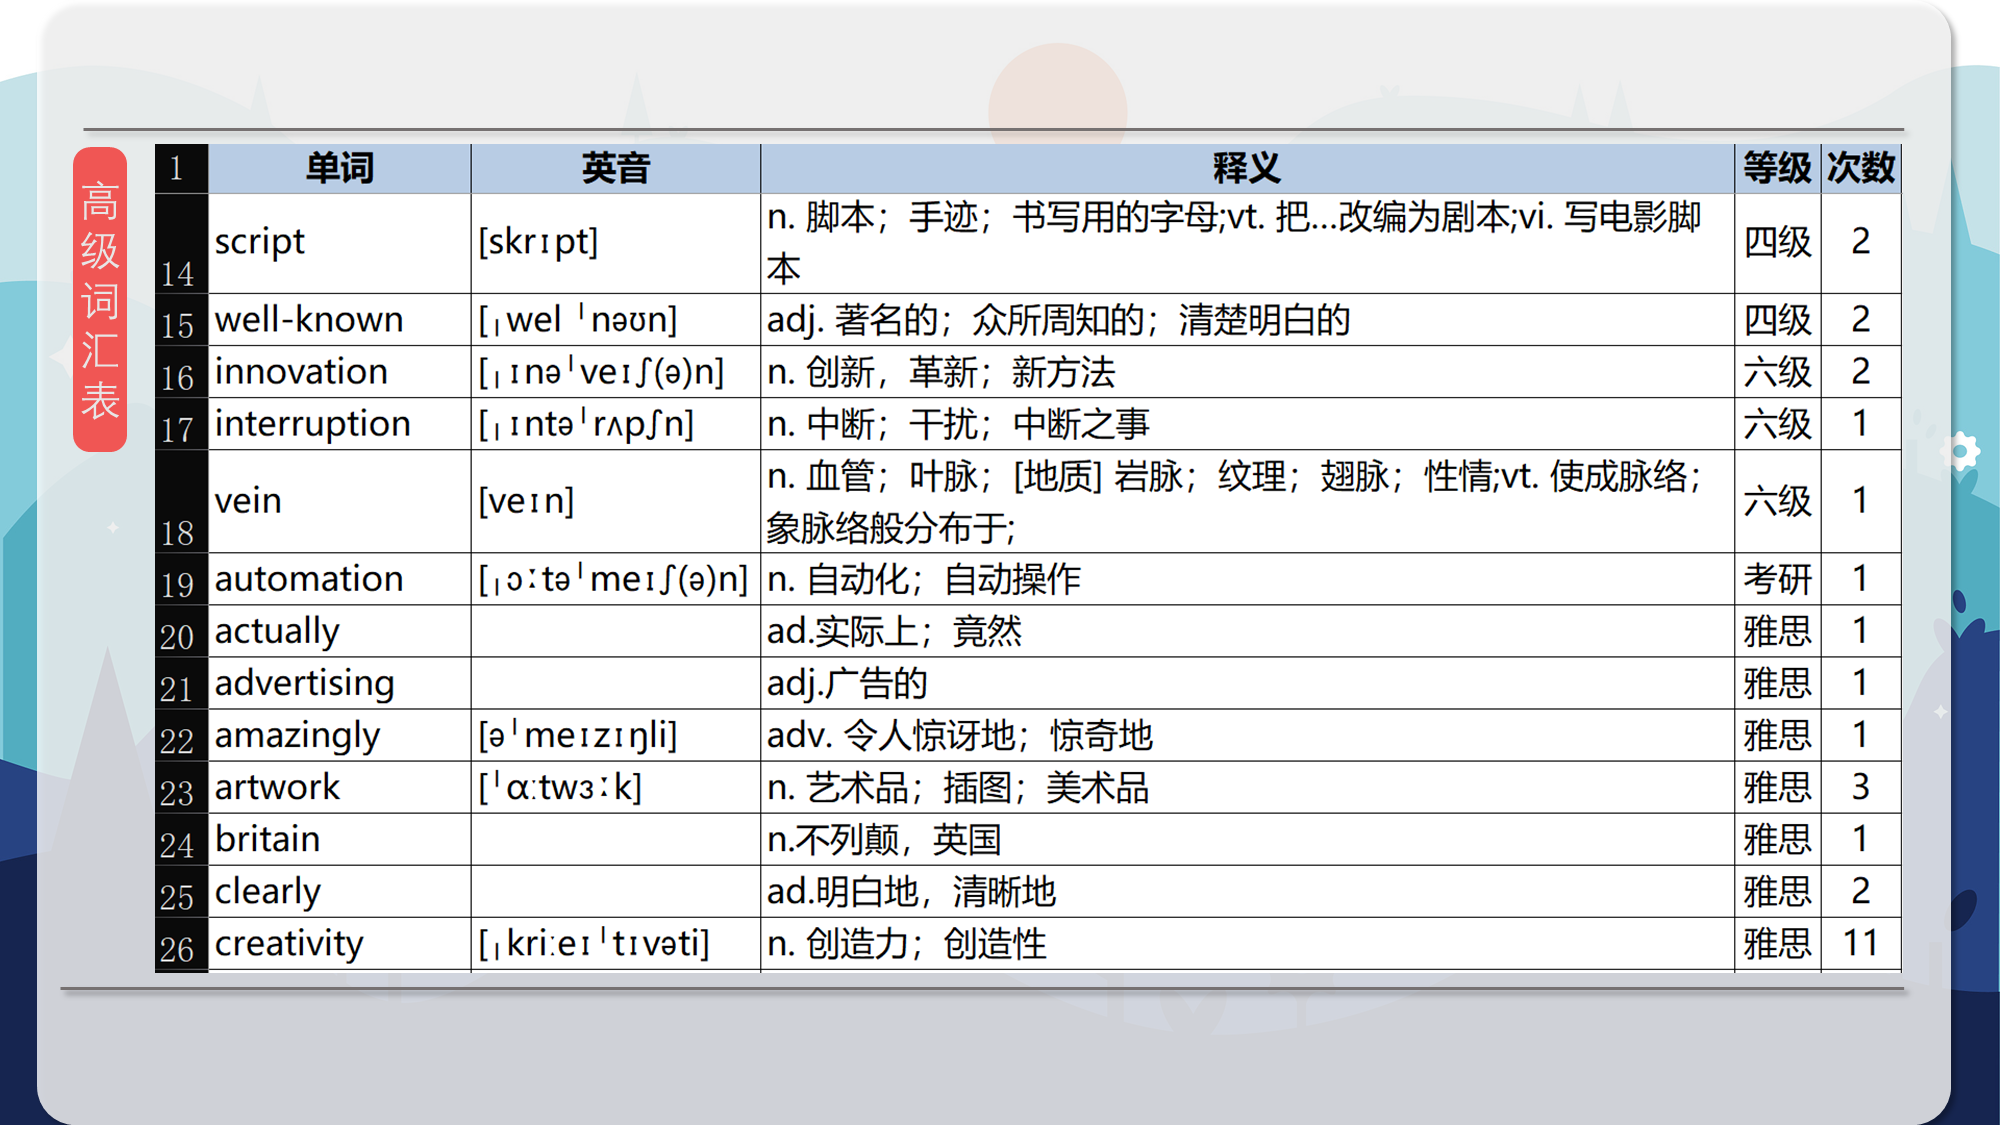 高级词汇表
1 单词 英音 释义 等级 次数
14 script [skrɪpt] n. 脚本；手迹；书写用的字母;vt. 把…改编为剧本;vi. 写电影脚
本 四级 2
15 well-known [ˌwel ˈnəʊn] adj. 著名的；众所周知的；清楚明白的 四级 2
16 innovation [ˌɪnəˈveɪʃ(ə)n] n. 创新，革新；新方法 六级 2
17 interruption [ˌɪntəˈrʌpʃn] n. 中断；干扰；中断之事 六级 1
18 vein [veɪn] n. 血管；叶脉；[地质] 岩脉；纹理；翅脉；性情;vt. 使成脉络；
象脉络般分布于; 六级 1
19 automation [ˌɔːtəˈmeɪʃ(ə)n] n. 自动化；自动操作 考研 1
20 actually ad.实际上；竟然 雅思 1
21 advertising adj.广告的 雅思 1
22 amazingly [əˈmeɪzɪŋli] adv. 令人惊讶地；惊奇地 雅思 1
23 artwork [ˈɑːtwɜːk] n. 艺术品；插图；美术品 雅思 3
24 britain n.不列颠，英国 雅思 1
25 clearly ad.明白地，清晰地 雅思 2
26 creativity [ˌkriːeɪˈtɪvəti] n. 创造力；创造性 雅思 11